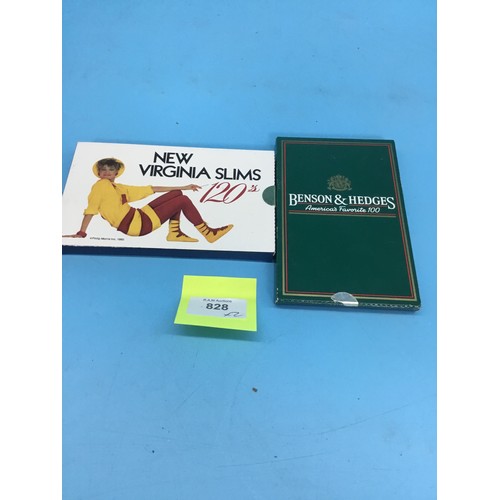 NEW
VIRGINIA SLIMS
120's
BENSON & HEDGES
America's Favorite 100
828